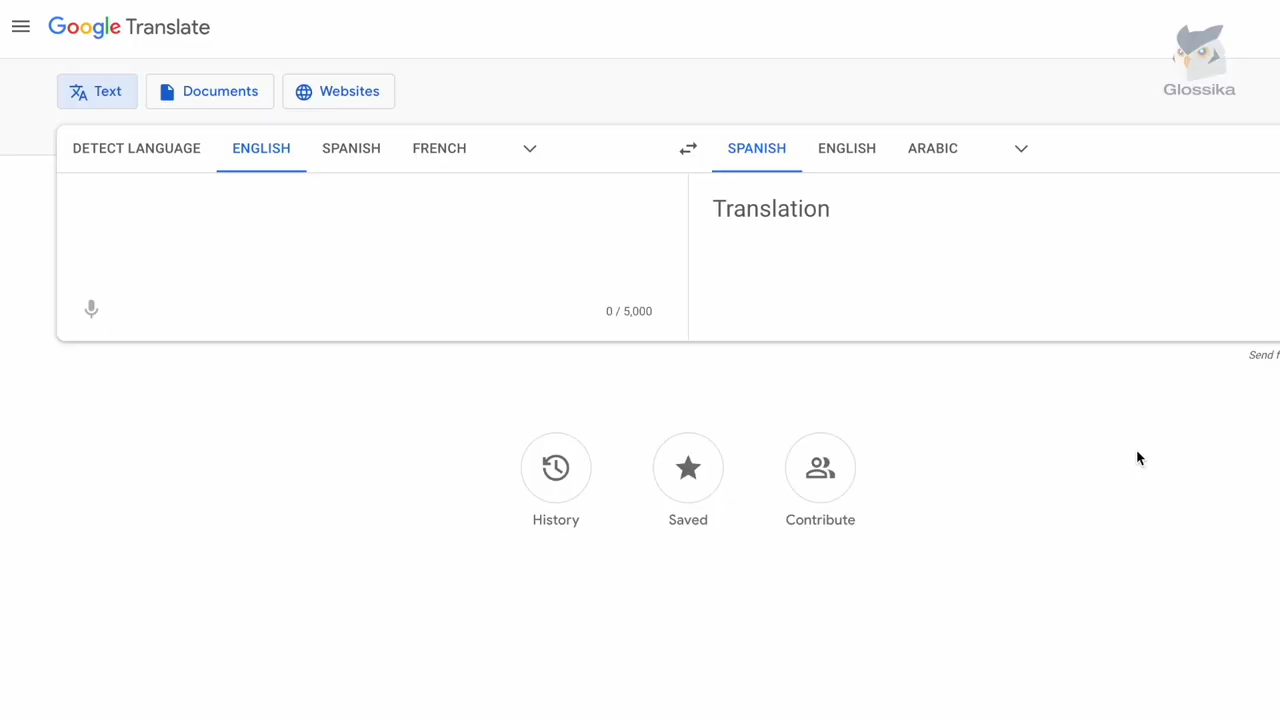 Google Translate
Glossika
Text Documents Websites
DETECT LANGUAGE ENGLISH SPANISH FRENCH SPANISH ENGLISH ARABIC
Translation
0 / 5,000
Send f
History Saved Contribute